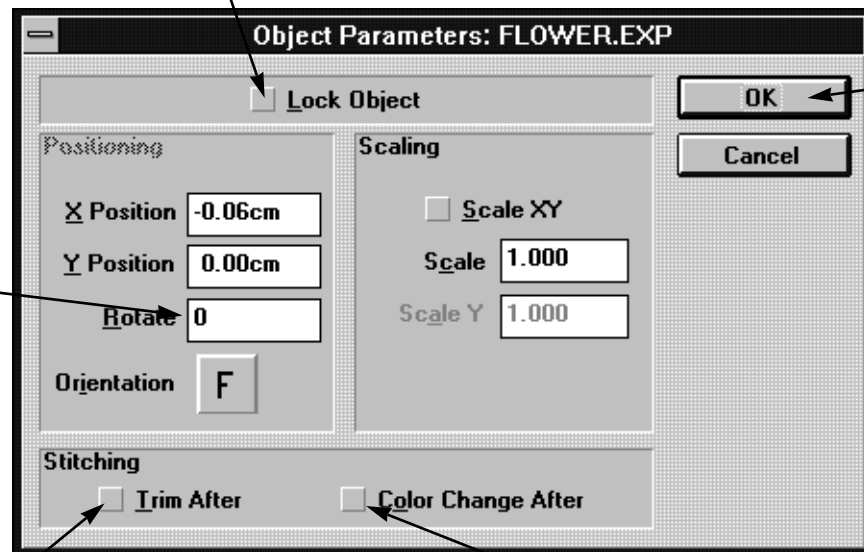 Object Parameters: FLOWER.EXP
Lock Object
OK
Cancel
Positioning
X Position -0.06cm
Y Position 0.00cm
Rotate 0
Orientation F
Scaling
Scale XY
Scale 1.000
Scale Y 1.000
Stitching
Trim After
Color Change After